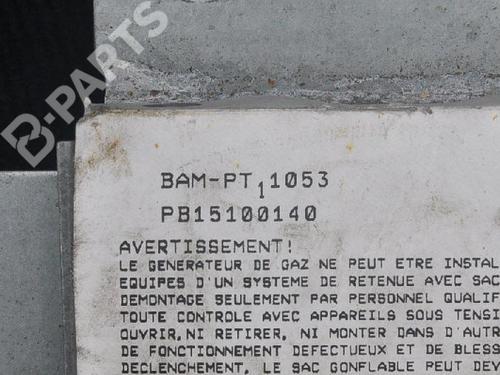 B-PARTS
BAM-PT₁1053
PB15100140
AVERTISSEMENT!
LE GENERATEUR DE GAZ NE PEUT ETRE INSTAL
EQUIPES D'UN SYSTEME DE RETENUE AVEC SAC
DEMONTAGE SEULEMENT PAR PERSONNEL QUALIF
TOUTE CONTROLE AVEC APPAREILS SOUS TENSI
OUVRIR,NI RETIRER, NI MONTER DANS D'AUTR
DE FONCTIONNEMENT DEFECTUEUX ET DE BLESS
DECLENCHEMENT, LE SAC GONFLABLE PEUT DEV